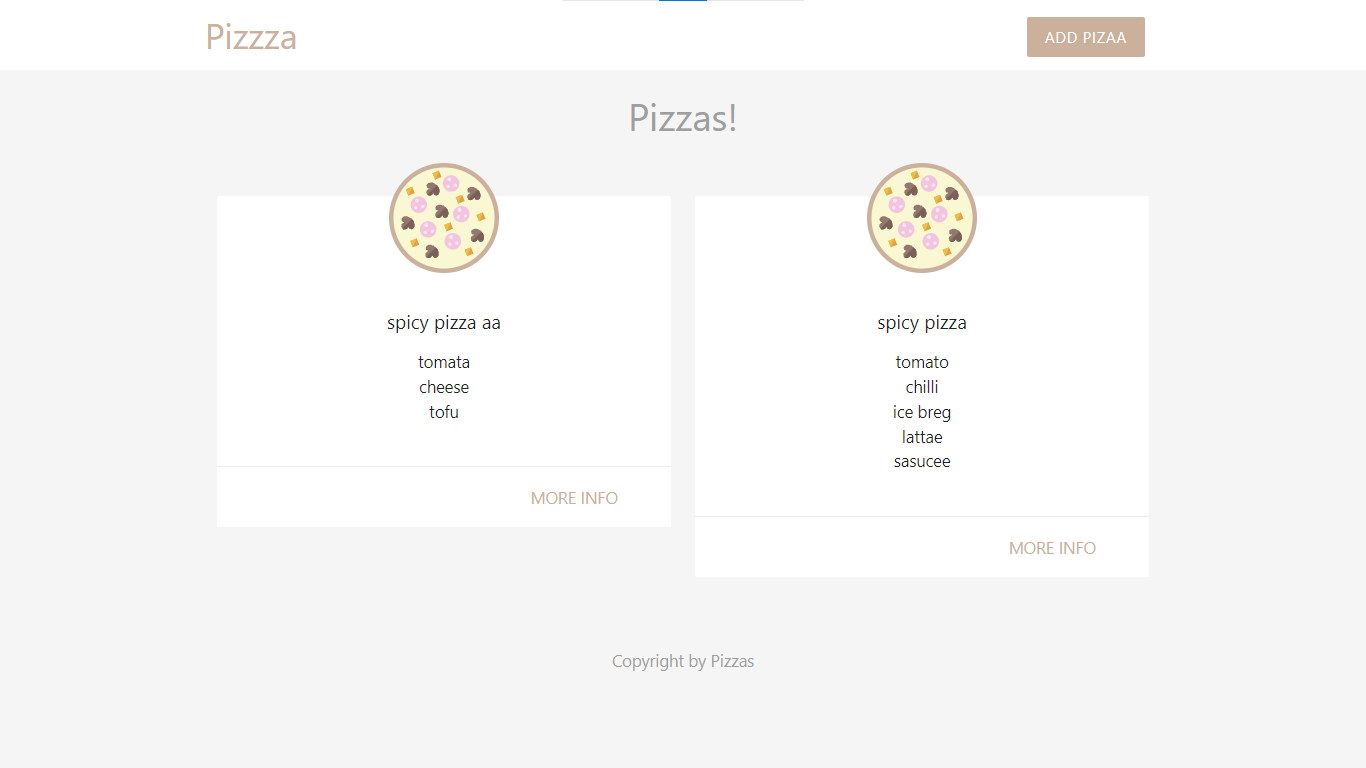 Pizzza
ADD PIZAA
Pizzas!
spicy pizza aa
tomata
cheese
tofu
MORE INFO
spicy pizza
tomato
chilli
ice breg
lattae
sasucee
MORE INFO
Copyright by Pizzas